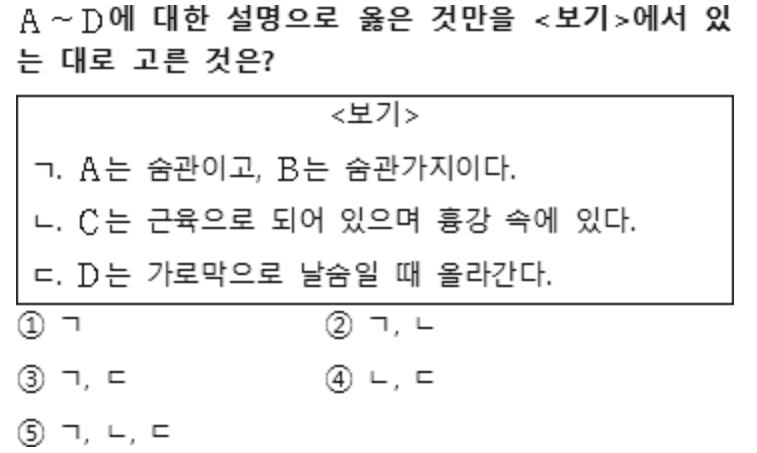 A ~ D에 대한 설명으로 옳은 것만을 <보기>에서 있
는 대로 고른 것은?
<보기>
ㄱ. A는 숨관이고, B는 숨관가지이다.
ㄴ. C는 근육으로 되어 있으며 흉강 속에 있다.
ㄷ. D는 가로막으로 날숨일 때 올라간다.
① ㄱ ② ㄱ, ㄴ
③ ㄱ, ㄷ ④ ㄴ, ㄷ
⑤ ㄱ, ㄴ, ㄷ